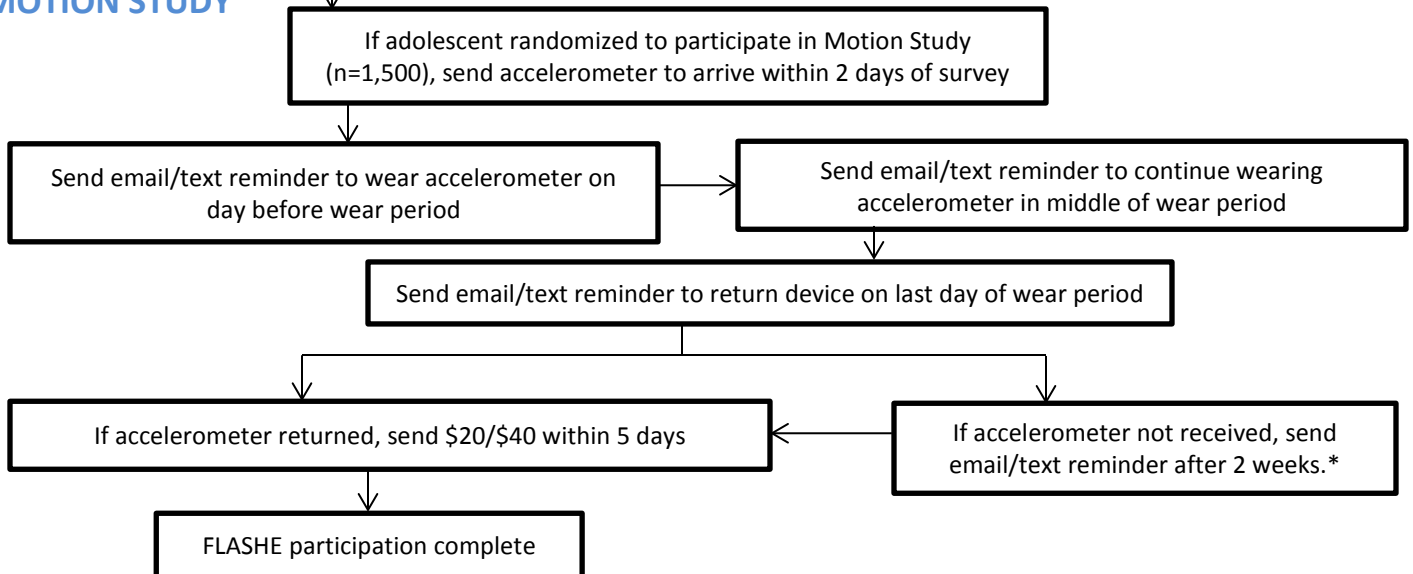 MOTION STUDY
If adolescent randomized to participate in Motion Study
(n=1,500), send accelerometer to arrive within 2 days of survey
Send email/text reminder to wear accelerometer on
day before wear period
Send email/text reminder to continue wearing
accelerometer in middle of wear period
Send email/text reminder to return device on last day of wear period
If accelerometer returned, send $20/$40 within 5 days
If accelerometer not received, send
email/text reminder after 2 weeks.*
FLASHE participation complete